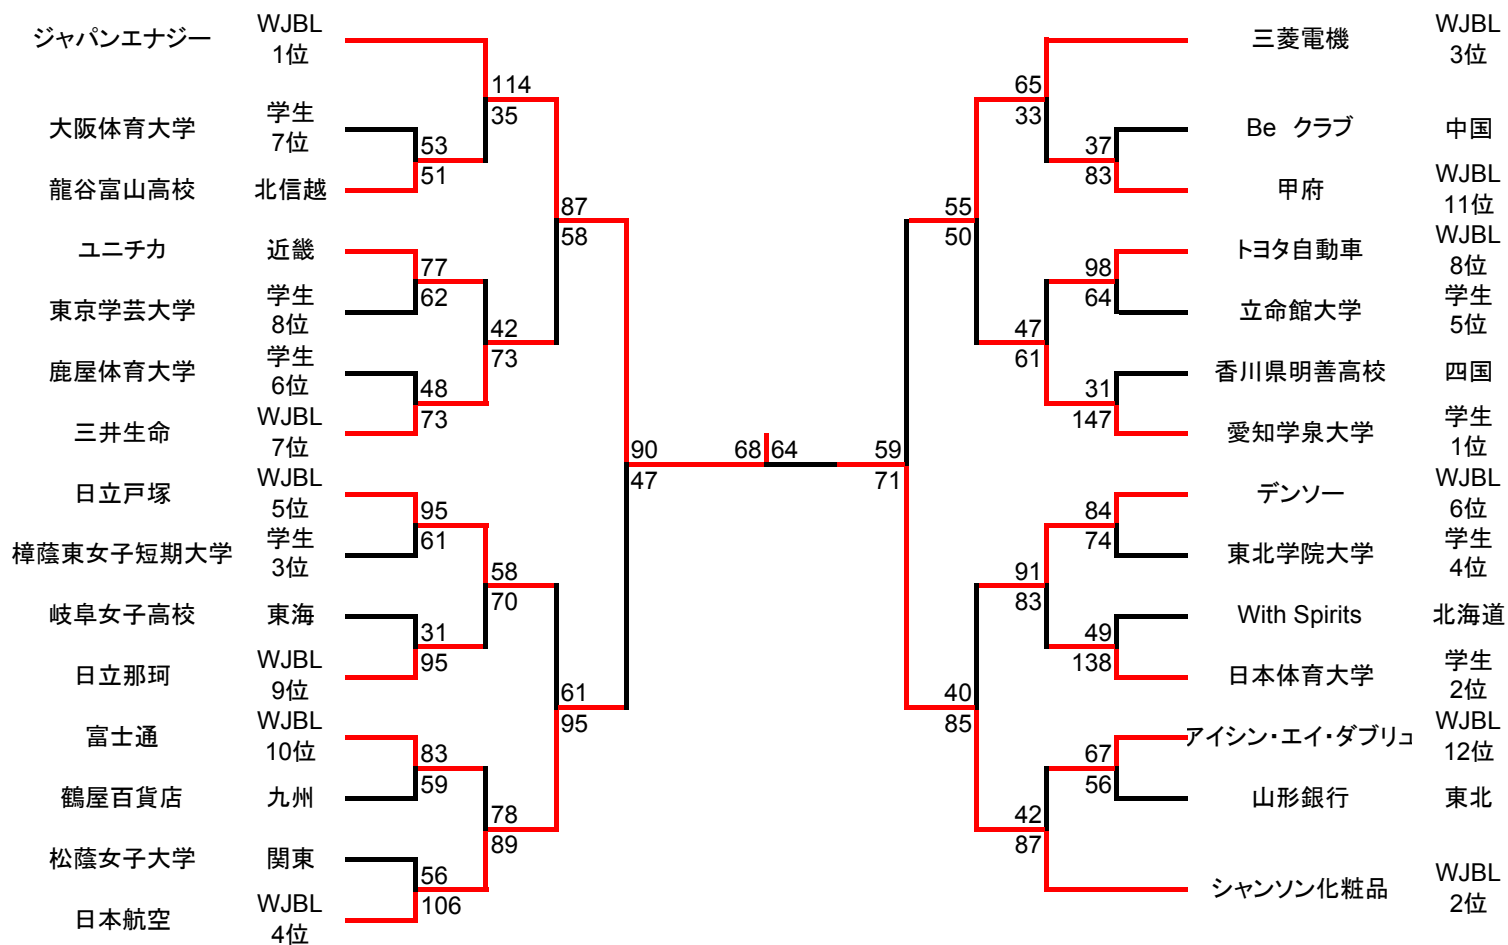 ジャパンエナジー
WJBL
1位
114
35
大阪体育大学
学生
7位
53
51
龍谷富山高校
北信越
87
58
ユニチカ
近畿
77
62
東京学芸大学
学生
8位
42
73
鹿屋体育大学
学生
6位
48
73
三井生命
WJBL
7位
90
47
日立戸塚
WJBL
5位
95
61
樟蔭東女子短期大学
学生
3位
58
70
岐阜女子高校
東海
31
95
日立那珂
WJBL
9位
61
95
富士通
WJBL
10位
83
59
鶴屋百貨店
九州
78
89
松蔭女子大学
関東
56
106
日本航空
WJBL
4位
68
64
三菱電機
WJBL
3位
65
33
Be クラブ
中国
37
83
甲府
WJBL
11位
55
50
トヨタ自動車
WJBL
8位
98
64
立命館大学
学生
5位
47
61
香川県明善高校
四国
31
147
愛知学泉大学
学生
1位
59
71
デンソー
WJBL
6位
84
74
東北学院大学
学生
4位
91
83
With Spirits
北海道
49
138
日本体育大学
学生
2位
40
85
アイシン・エイ・ダブリュ
WJBL
12位
67
56
山形銀行
東北
42
87
シャンソン化粧品
WJBL
2位